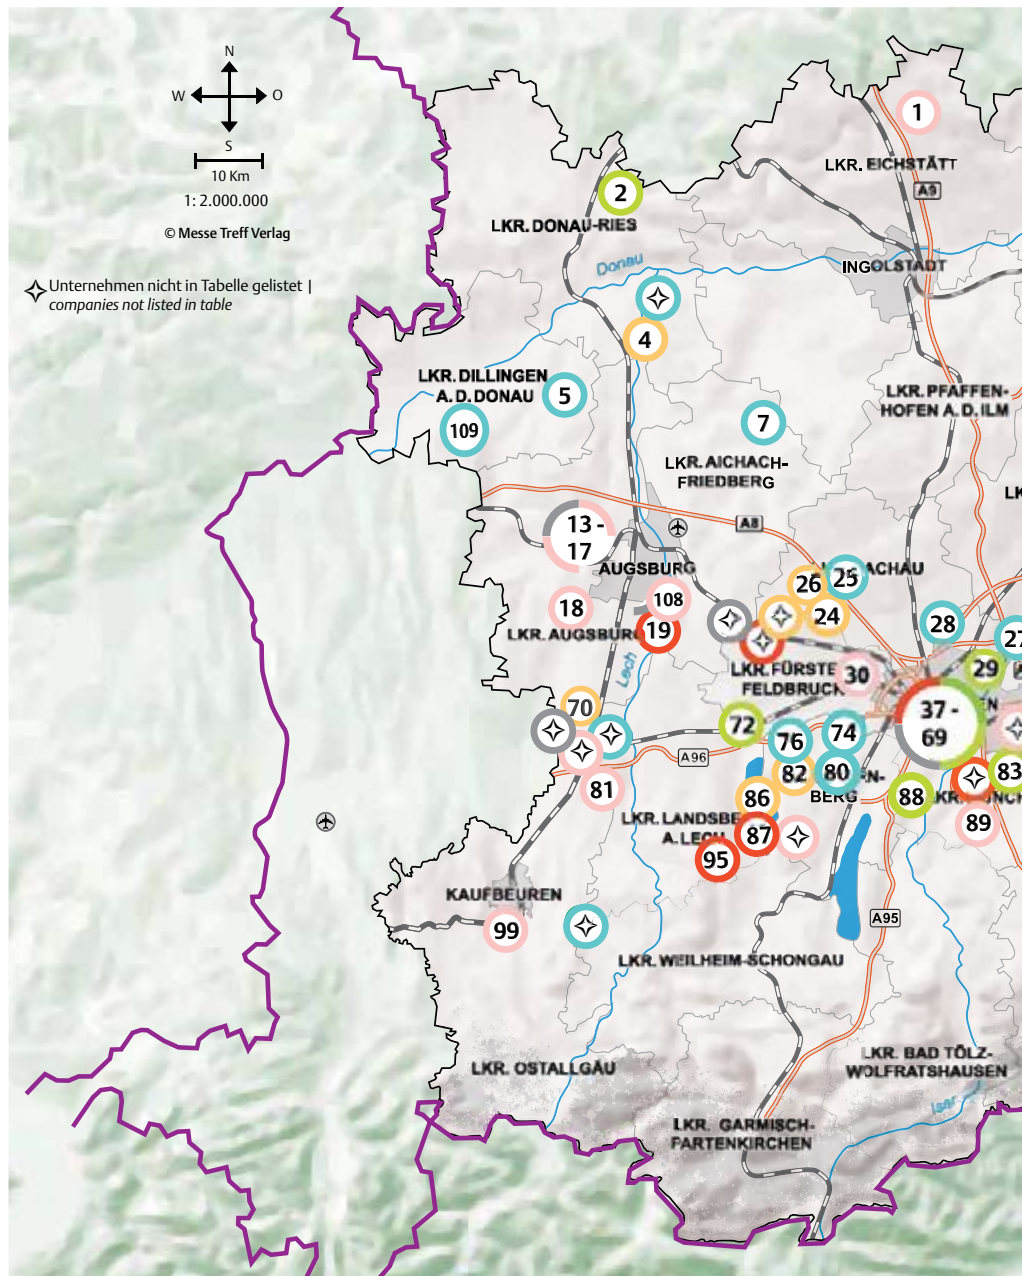 N
W
O
S
10 Km
1: 2.000.000
© Messe Treff Verlag
Unternehmen nicht in Tabelle gelistet |
companies not listed in table
1
LKR. EICHSTÄTT
A9
2
LKR. DONAU-RIES
Donau
INGOLSTADT
4
LKR. DILLINGEN
A. D. DONAU
5
LKR. PFAFFEN-
HOFEN A. D. ILM
109
7
LKR. AICHACH-
FRIEDBERG
13 -
17
A8
AUGSBURG
26
25
ACHAU
18
108
24
LKR. AUGSBURG
19
28
27
Lech
LKR. FÜRSTE
FELDBRUCK
30
29
70
72
37 -
69
76
74
A96
82
80
BERG
83
81
86
88
LKR. LANDSBE
A. LECH
87
89
95
KAUFBEUREN
99
A95
LKR. WEILHEIM-SCHONGAU
LKR. OSTALLGÄU
LKR. BAD TÖLZ-
WOLFRATSHAUSEN
Isar
LKR. GARMISCH-
PARTENKIRCHEN